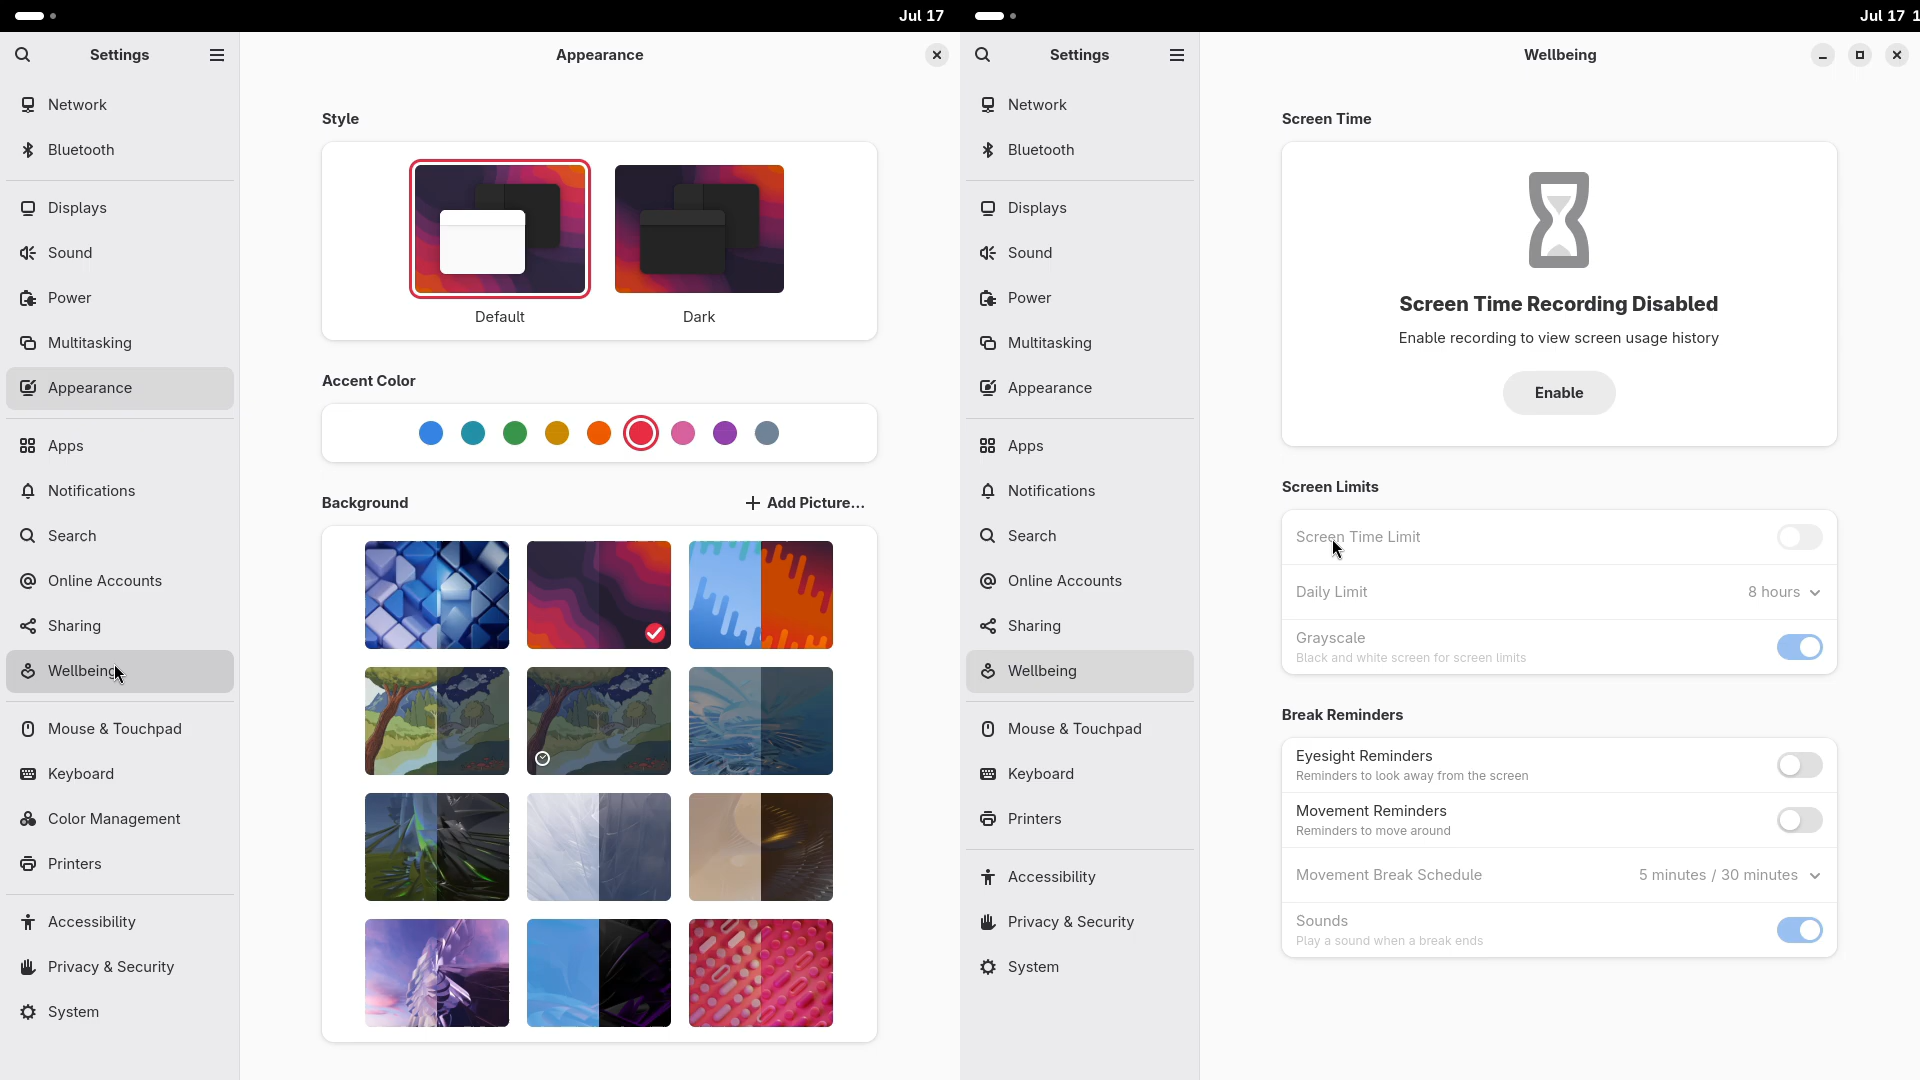 Jul 17
Settings
Appearance
Network
Bluetooth
Displays
Sound
Power
Multitasking
Appearance
Apps
Notifications
Search
Online Accounts
Sharing
Wellbeing
Mouse & Touchpad
Keyboard
Color Management
Printers
Accessibility
Privacy & Security
System
Style
Default
Dark
Accent Color
Background
Add Picture...
Jul 17 1
Settings
Wellbeing
Network
Bluetooth
Displays
Sound
Power
Multitasking
Appearance
Apps
Notifications
Search
Online Accounts
Sharing
Wellbeing
Mouse & Touchpad
Keyboard
Printers
Accessibility
Privacy & Security
System
Screen Time
Screen Time Recording Disabled
Enable recording to view screen usage history
Enable
Screen Limits
Screen Time Limit
Daily Limit
8 hours
Grayscale
Black and white screen for screen limits
Break Reminders
Eyesight Reminders
Reminders to look away from the screen
Movement Reminders
Reminders to move around
Movement Break Schedule
5 minutes / 30 minutes
Sounds
Play a sound when a break ends